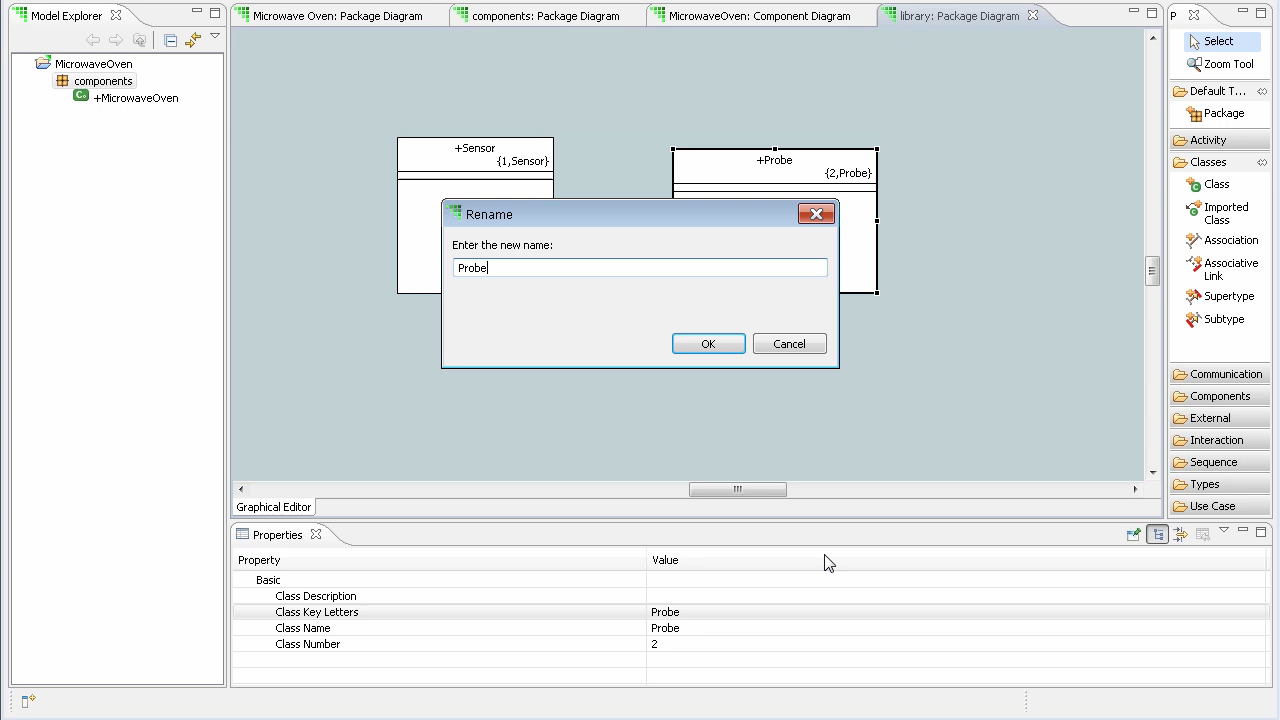 Model Explorer
MicrowaveOven
components
+MicrowaveOven
Microwave Oven: Package Diagram
components: Package Diagram
MicrowaveOven: Component Diagram
library: Package Diagram
+Sensor
{1,Sensor}
+Probe
{2,Probe}
Rename
Enter the new name:
Probe
OK
Cancel
Graphical Editor
P
Select
Zoom Tool
Default T...
Package
Activity
Classes
Class
Imported
Class
Association
Associative
Link
Supertype
Subtype
Communication
Components
External
Interaction
Sequence
Types
Use Case
Properties
Property Value
Basic
Class Description
Class Key Letters Probe
Class Name Probe
Class Number 2